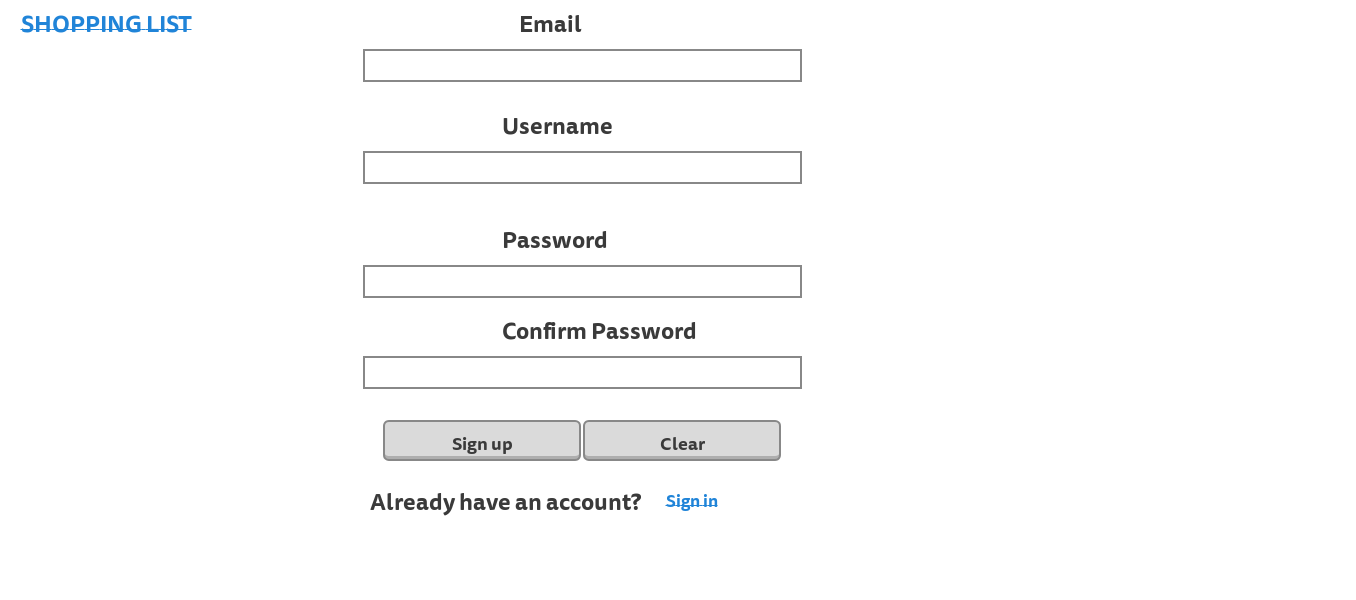 SHOPPING LIST
Email
Username
Password
Confirm Password
Sign up
Clear
Already have an account? Sign in